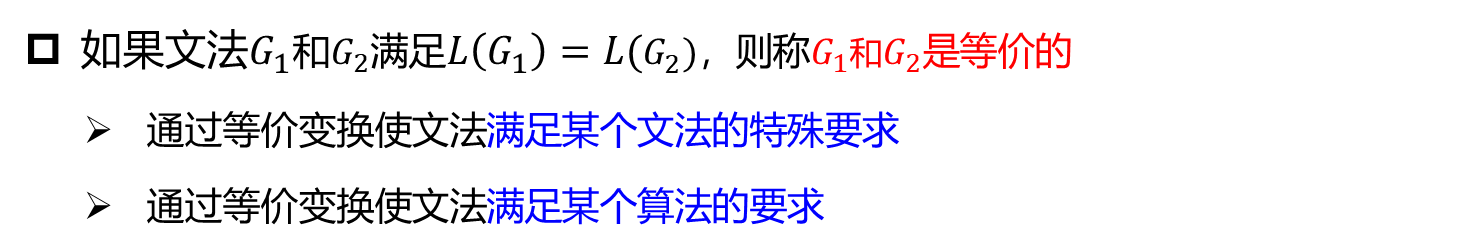 如果文法G₁和G₂满足L(G₁) = L(G₂)，则称G₁和G₂是等价的
通过等价变换使文法满足某个文法的特殊要求
通过等价变换使文法满足某个算法的要求